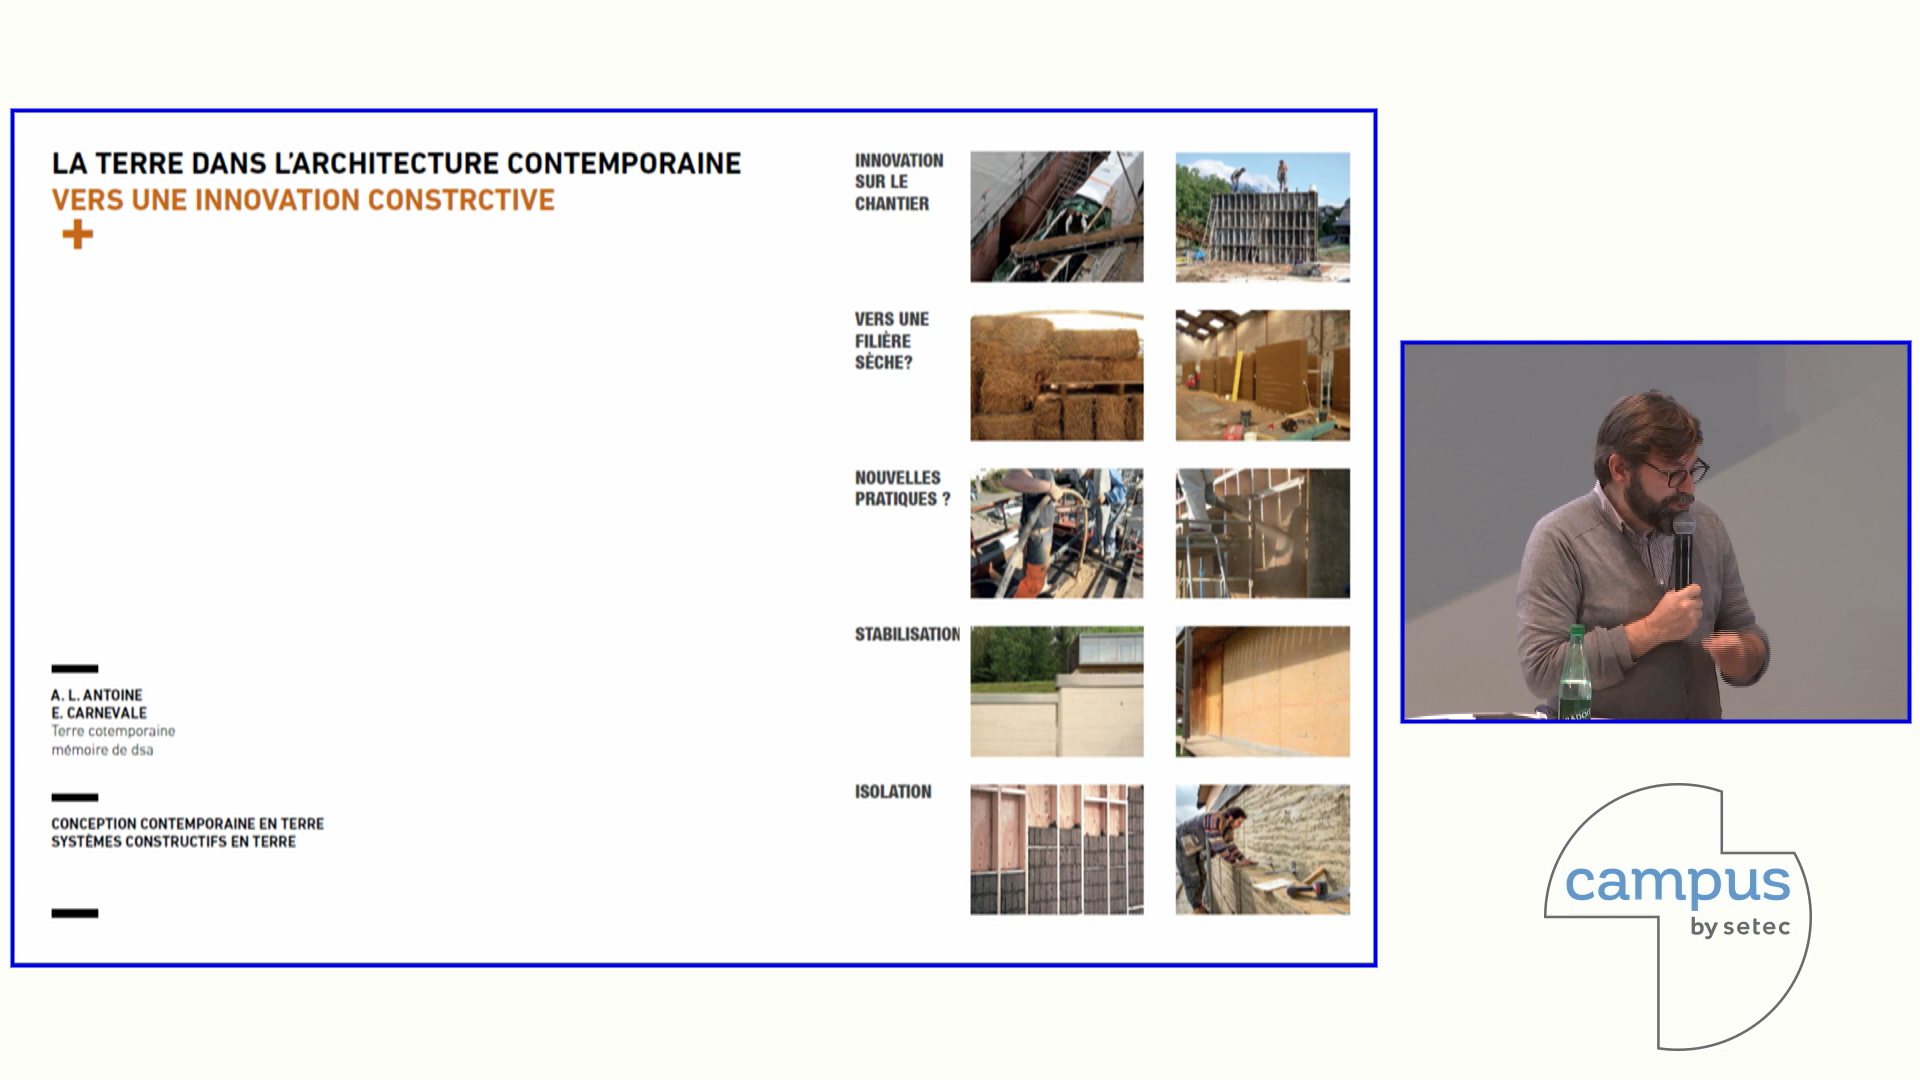 LA TERRE DANS L'ARCHITECTURE CONTEMPORAINE
VERS UNE INNOVATION CONSTRCTIVE
A. L. ANTOINE
E. CARNEVALE
Terre cotemporaine
mémoire de dsa
CONCEPTION CONTEMPORAINE EN TERRE
SYSTÈMES CONSTRUCTIFS EN TERRE
INNOVATION
SUR LE
CHANTIER
VERS UNE
FILIÈRE
SÈCHE?
NOUVELLES
PRATIQUES ?
STABILISATION
ISOLATION
campus
by setec